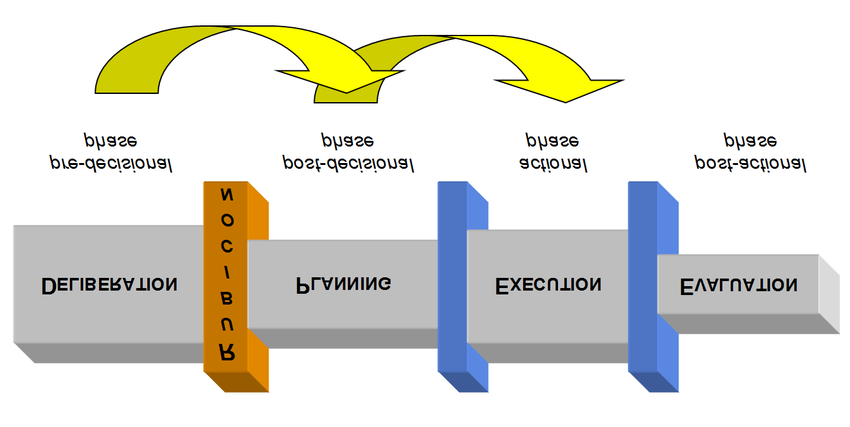 pre-decisional
phase
post-decisional
phase
actional
phase
post-actional
phase
DELIBERATION
RUBICON
PLANNING
EXECUTION
EVALUATION